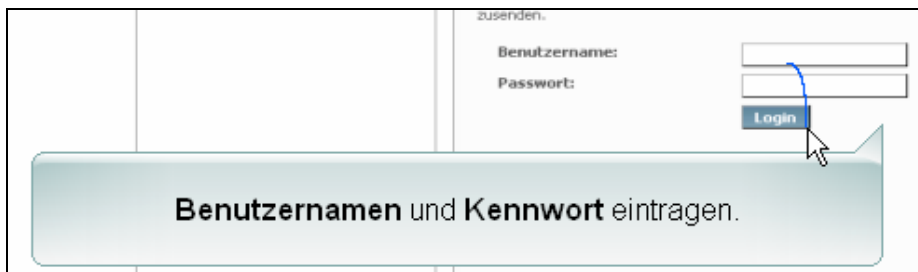 zusenden.
Benutzername:
Passwort:
Login
Benutzernamen und Kennwort eintragen.